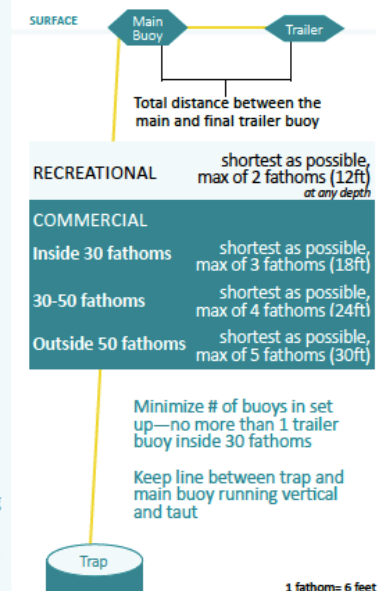 SURFACE
Main
Buoy
Trailer
Total distance between the
main and final trailer buoy
RECREATIONAL
shortest as possible,
max of 2 fathoms (12ft)
at any depth
COMMERCIAL
Inside 30 fathoms
shortest as possible,
max of 3 fathoms (18ft)
30-50 fathoms
shortest as possible,
max of 4 fathoms (24ft)
Outside 50 fathoms
shortest as possible,
max of 5 fathoms (30ft)
Minimize # of buoys in set
up—no more than 1 trailer
buoy inside 30 fathoms
Keep line between trap and
main buoy running vertical
and taut
Trap
1 fathom= 6 feet